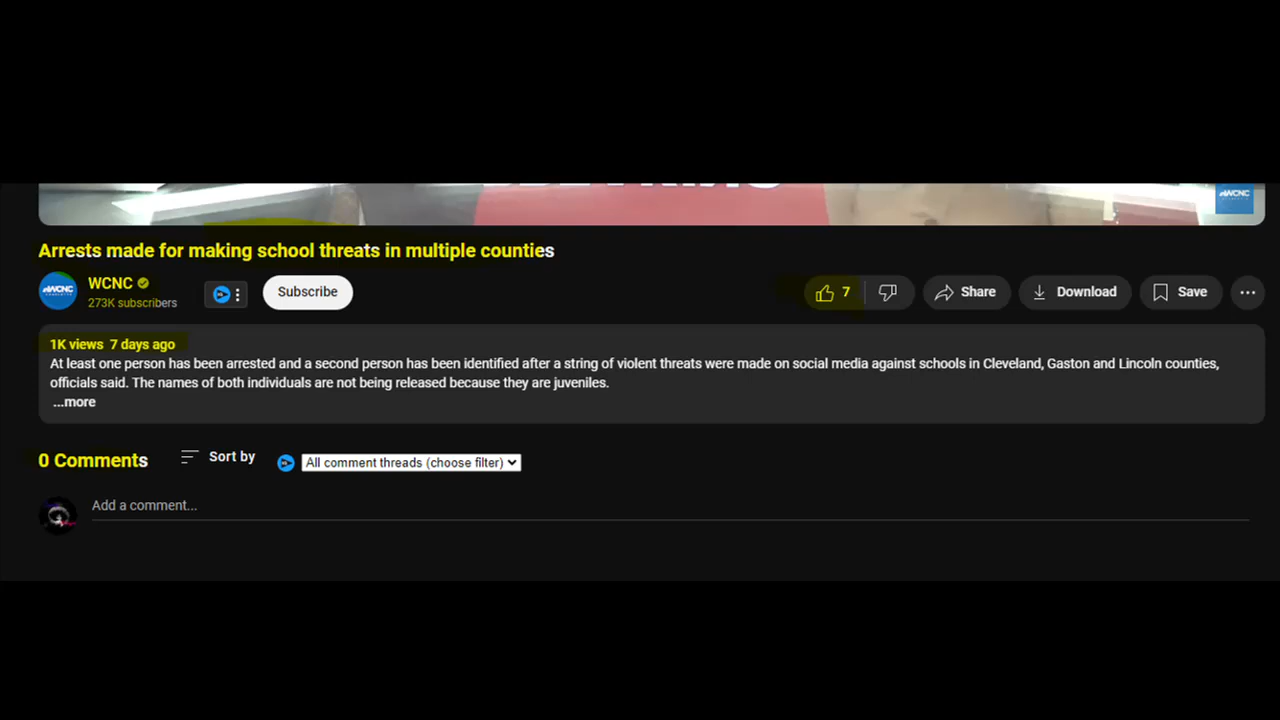 WCNC
Arrests made for making school threats in multiple counties
WCNC
WCNC
273K subscribers
Subscribe
7
Share
Download
Save
1K views 7 days ago
At least one person has been arrested and a second person has been identified after a string of violent threats were made on social media against schools in Cleveland, Gaston and Lincoln counties,
officials said. The names of both individuals are not being released because they are juveniles.
...more
0 Comments
Sort by
All comment threads (choose filter)
Add a comment...